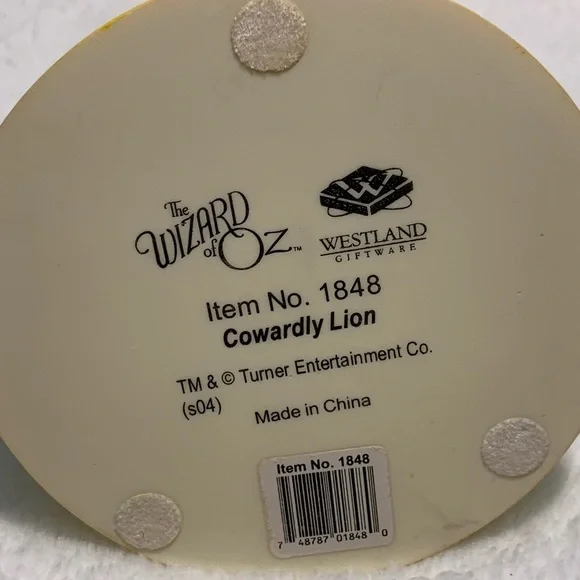 The
WIZARD
of OZ™
W
WESTLAND
GIFTWARE
Item No. 1848
Cowardly Lion
TM & © Turner Entertainment Co.
(s04)
Made in China
Item No. 1848
7 48787 01848 0